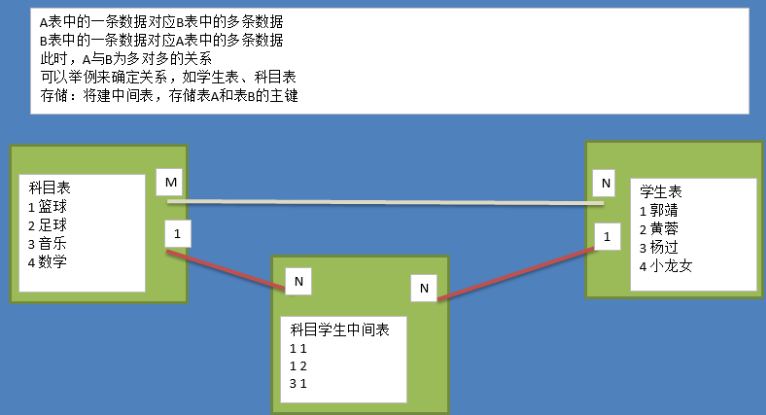 A表中的一条数据对应B表中的多条数据
B表中的一条数据对应A表中的多条数据
此时，A与B为多对多的关系
可以举例来确定关系，如学生表、科目表
存储：将建中间表，存储表A和表B的主键
科目表
1 篮球
2 足球
3 音乐
4 数学
M
1
N
1
学生表
1 郭靖
2 黄蓉
3 杨过
4 小龙女
N
N
科目学生中间表
1 1
1 2
3 1